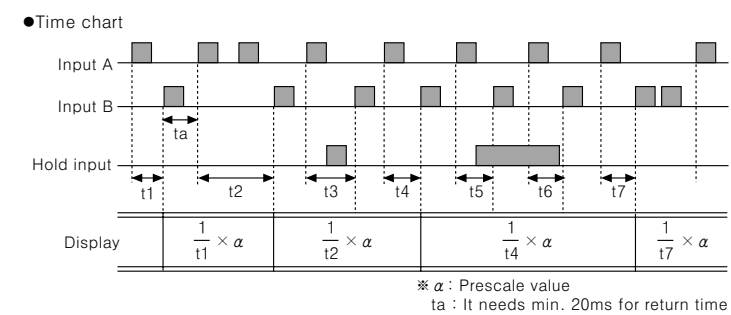 ●Time chart
Input A
Input B
ta
Hold input
t1 t2 t3 t4 t5 t6 t7
Display
1/t1 × α 1/t2 × α 1/t4 × α 1/t7 × α
※ α : Prescale value
ta : It needs min. 20ms for return time